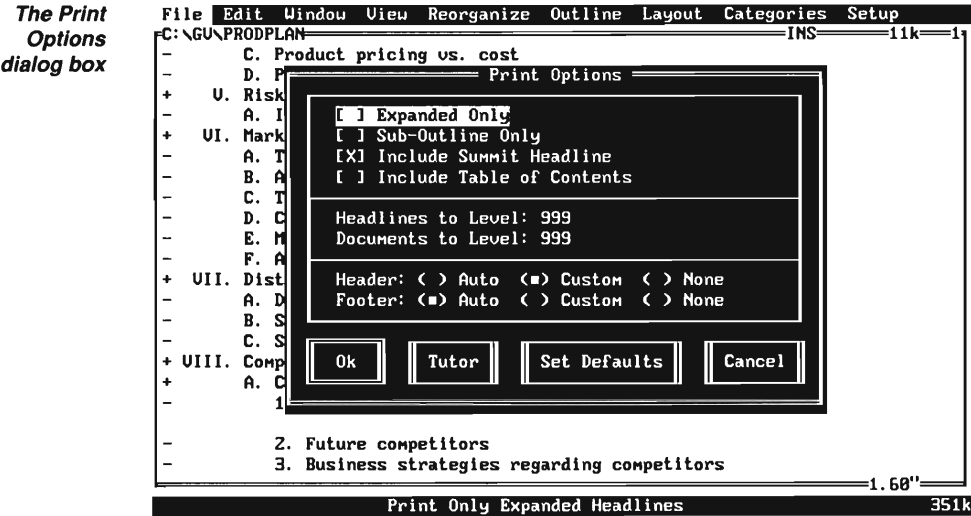 The Print
Options
dialog box
File Edit Window View Reorganize Outline Layout Categories Setup
C:\GV\PRODPLAN INS 11k 1
- C. Product pricing vs. cost
- D. P
+ V. Risk
- A. I
+ VI. Mark
- A. T
- B. A
- C. T
- D. C
- E. M
- F. A
+ VII. Dist
- A. D
- B. S
- C. S
+ VIII. Comp
+ A. C
- 1
- 2. Future competitors
- 3. Business strategies regarding competitors
1.60"
Print Options
[ ] Expanded Only
[ ] Sub-Outline Only
[X] Include Summit Headline
[ ] Include Table of Contents
Headlines to Level: 999
Documents to Level: 999
Header: ( ) Auto (■) Custom ( ) None
Footer: (■) Auto ( ) Custom ( ) None
Ok Tutor Set Defaults Cancel
Print Only Expanded Headlines 351k